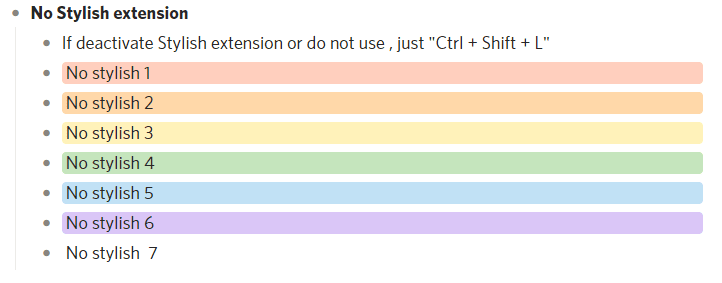 No Stylish extension
If deactivate Stylish extension or do not use , just "Ctrl + Shift + L"
No stylish 1
No stylish 2
No stylish 3
No stylish 4
No stylish 5
No stylish 6
No stylish  7